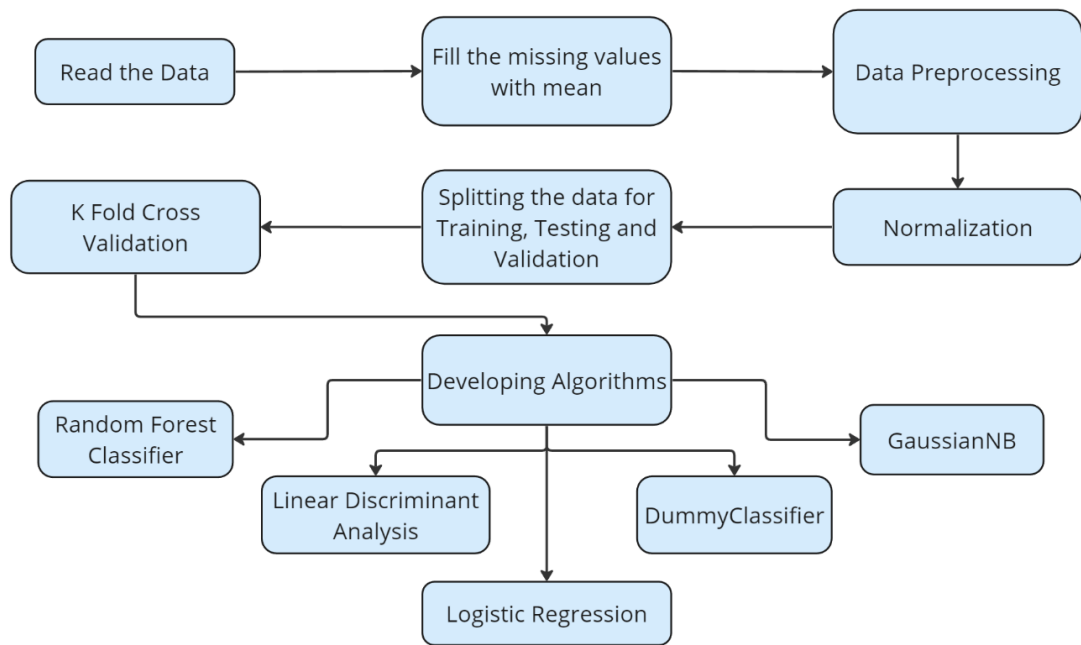 Read the Data
Fill the missing values
with mean
Data Preprocessing
K Fold Cross
Validation
Splitting the data for
Training, Testing and
Validation
Normalization
Developing Algorithms
Random Forest
Classifier
GaussianNB
Linear Discriminant
Analysis
DummyClassifier
Logistic Regression